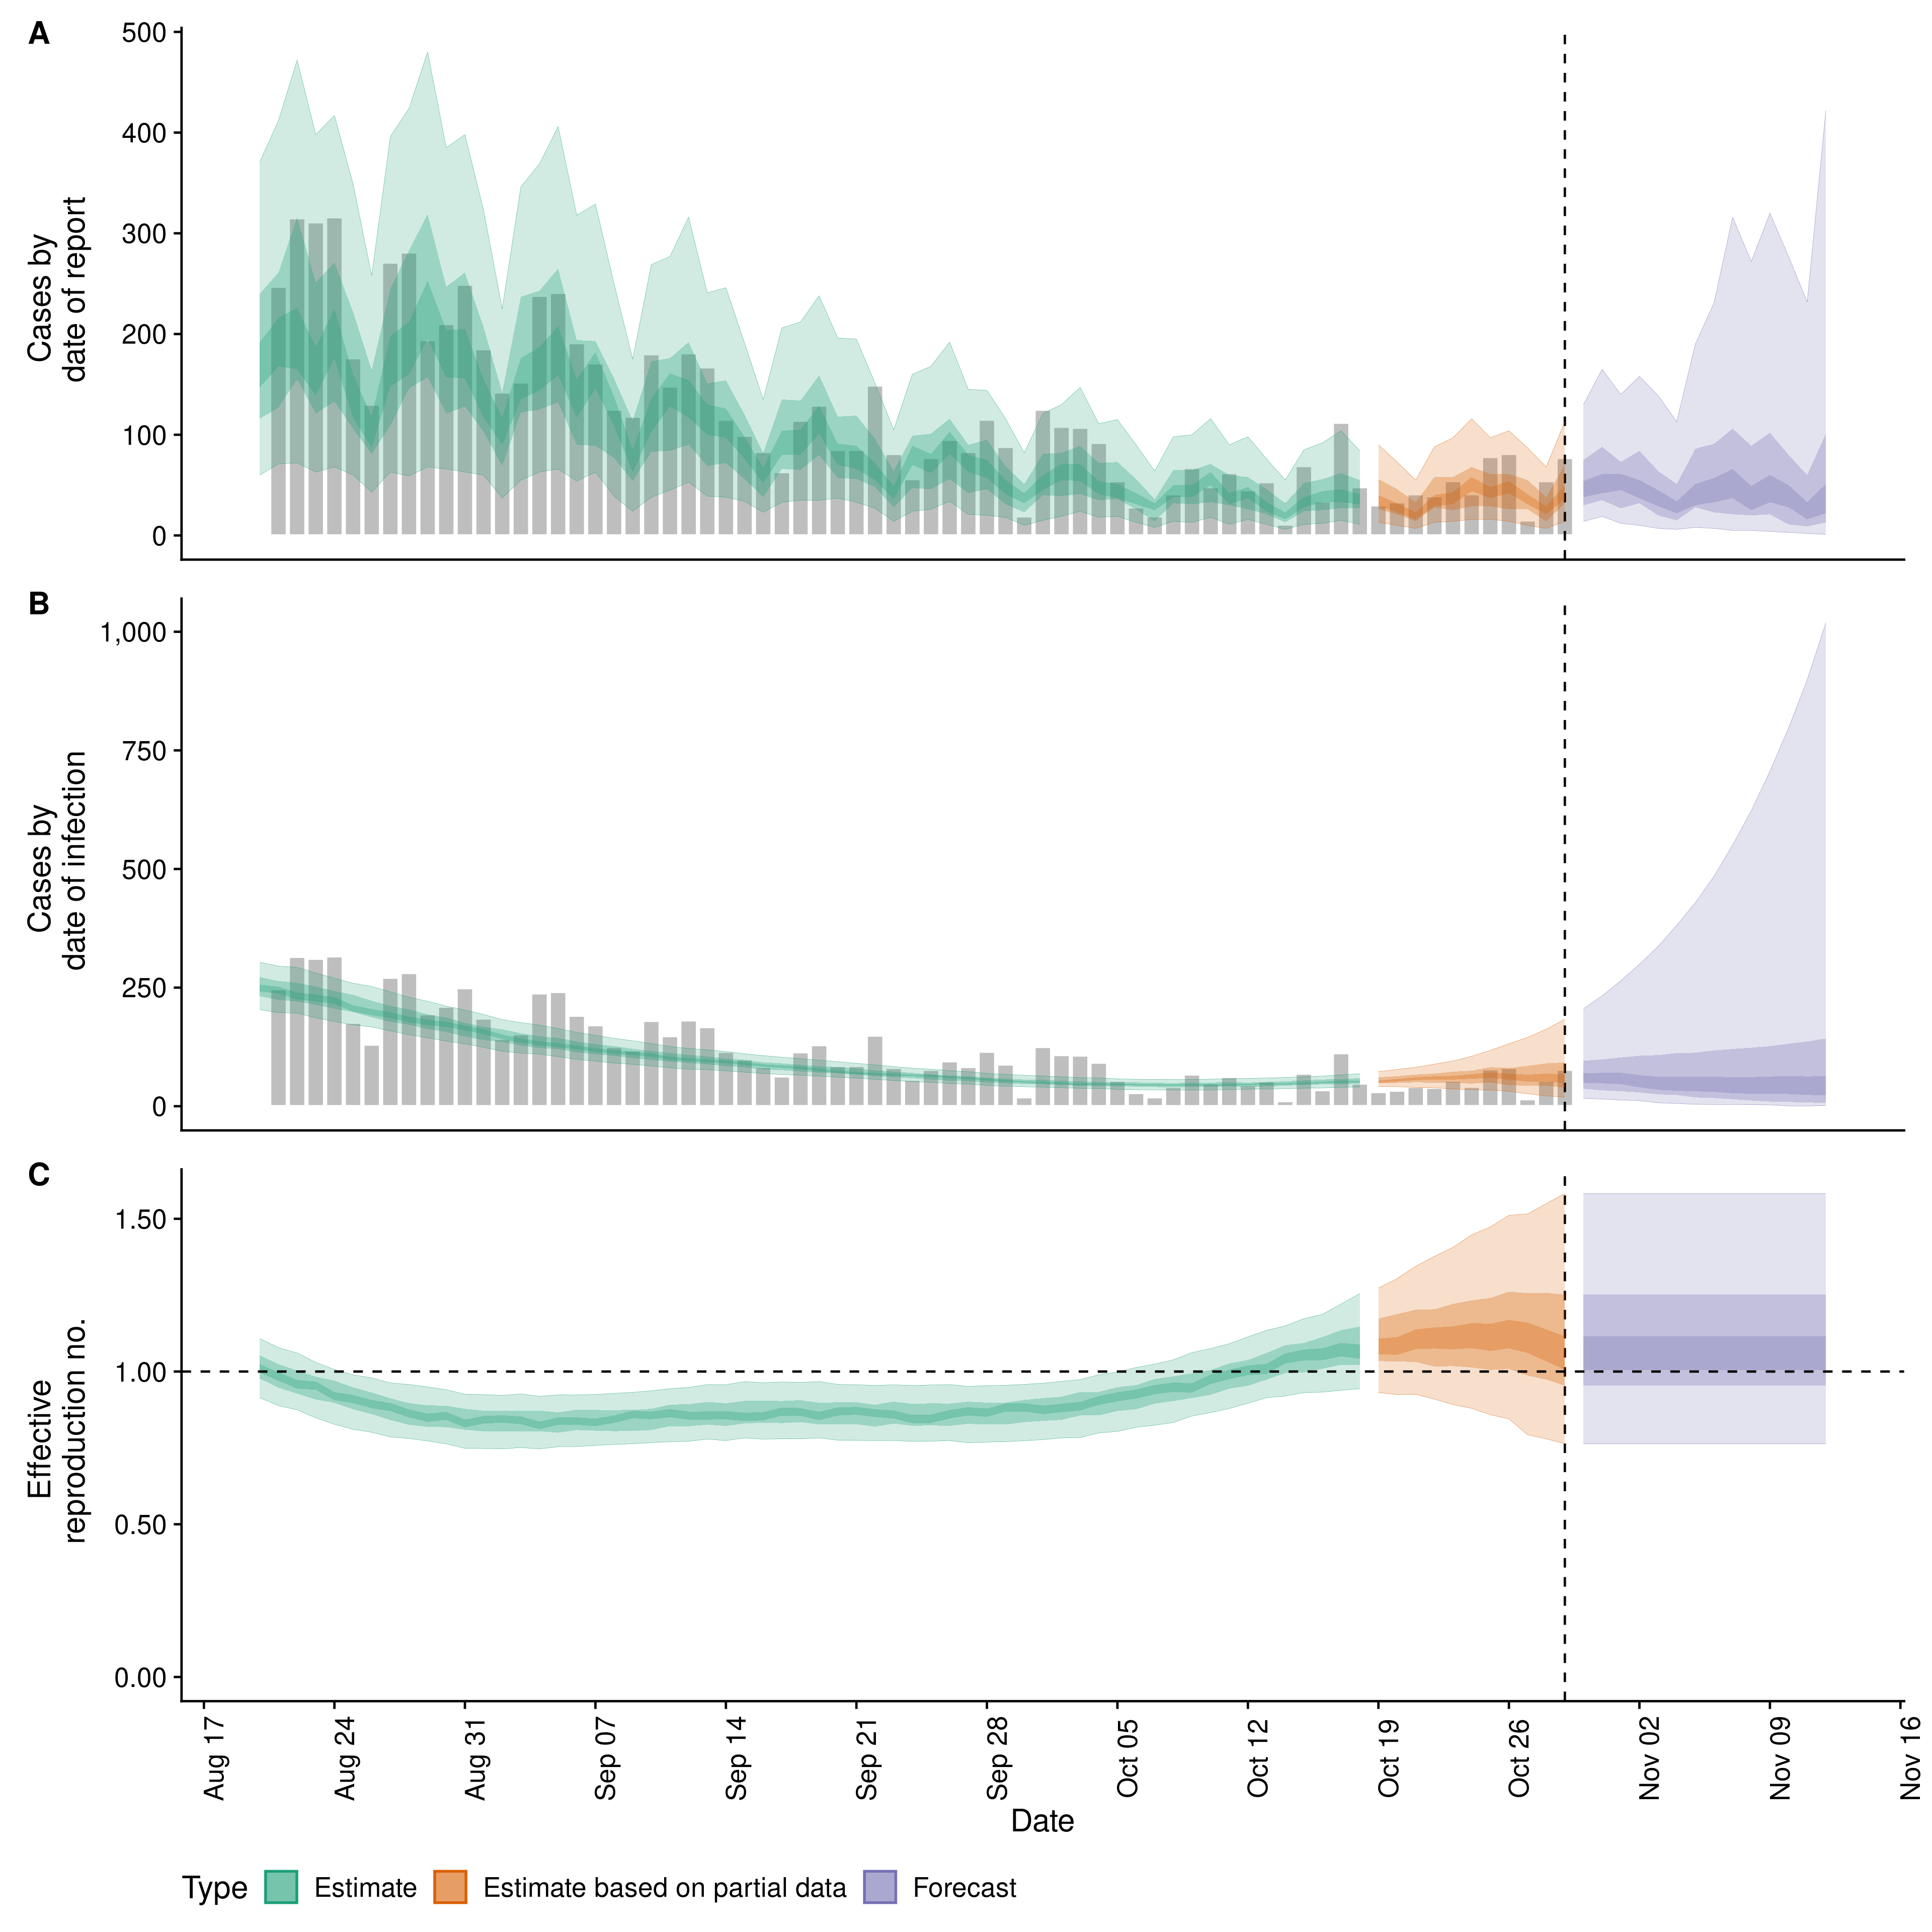 A
500
400
300
200
100
0
Cases by
date of report
B
1,000
750
500
250
0
Cases by
date of infection
C
1.50
1.00
0.50
0.00
Effective
reproduction no.
Aug 17
Aug 24
Aug 31
Sep 07
Sep 14
Sep 21
Sep 28
Oct 05
Oct 12
Oct 19
Oct 26
Nov 02
Nov 09
Nov 16
Date
Type Estimate Estimate based on partial data Forecast